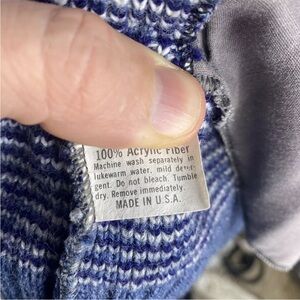 100% Acrylic Fiber
Machine wash separately in
lukewarm water, mild deter-
gent. Do not bleach. Tumble
dry. Remove immediately.
MADE IN U.S.A.